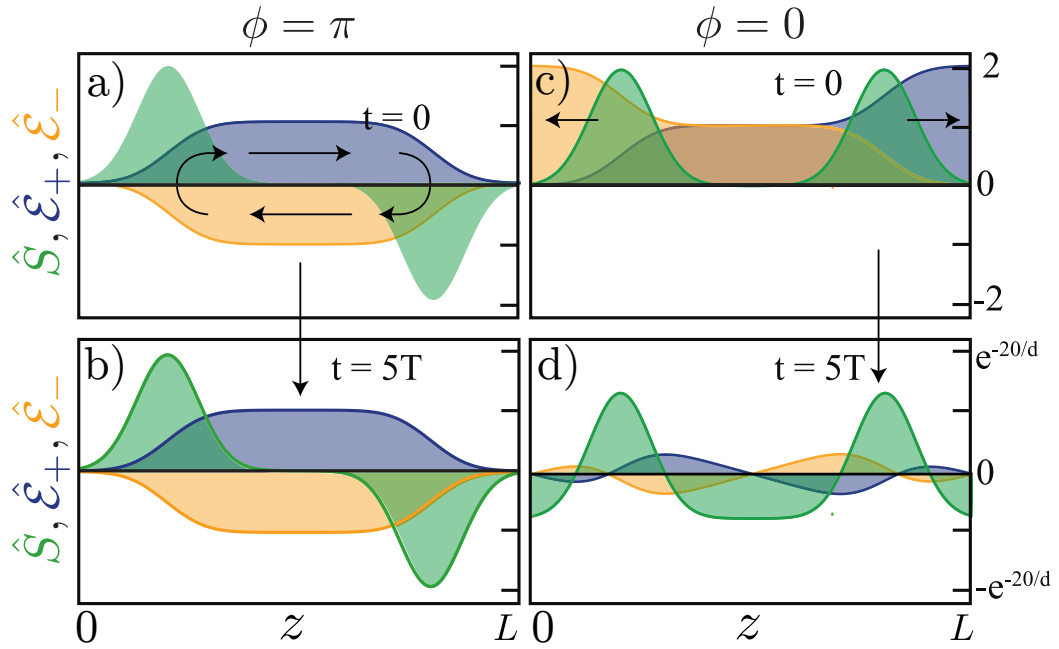 ϕ = π
ϕ = 0
Ŝ, Ɛ̂₊, Ɛ̂₋
a)
t = 0
c)
t = 0
2
0
-2
Ŝ, Ɛ̂₊, Ɛ̂₋
b)
t = 5T
d)
t = 5T
e^-20/d
0
-e^-20/d
0
z
L
0
z
L